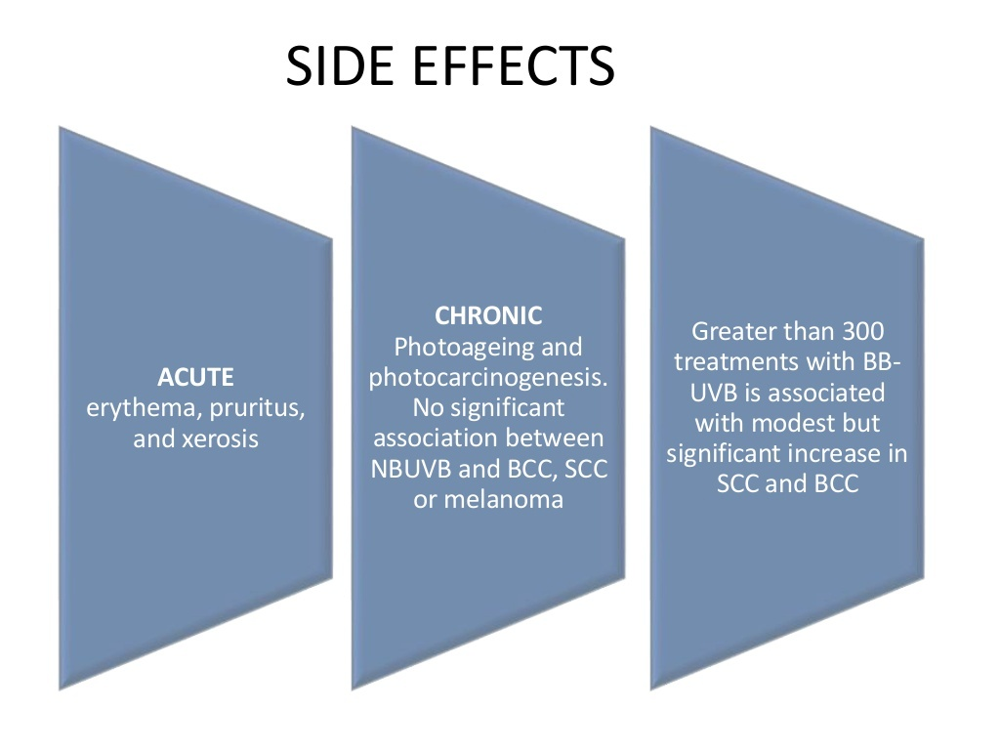 SIDE EFFECTS
ACUTE
erythema, pruritus,
and xerosis
CHRONIC
Photoageing and
photocarcinogenesis.
No significant
association between
NBUVB and BCC, SCC
or melanoma
Greater than 300
treatments with BB-
UVB is associated
with modest but
significant increase in
SCC and BCC